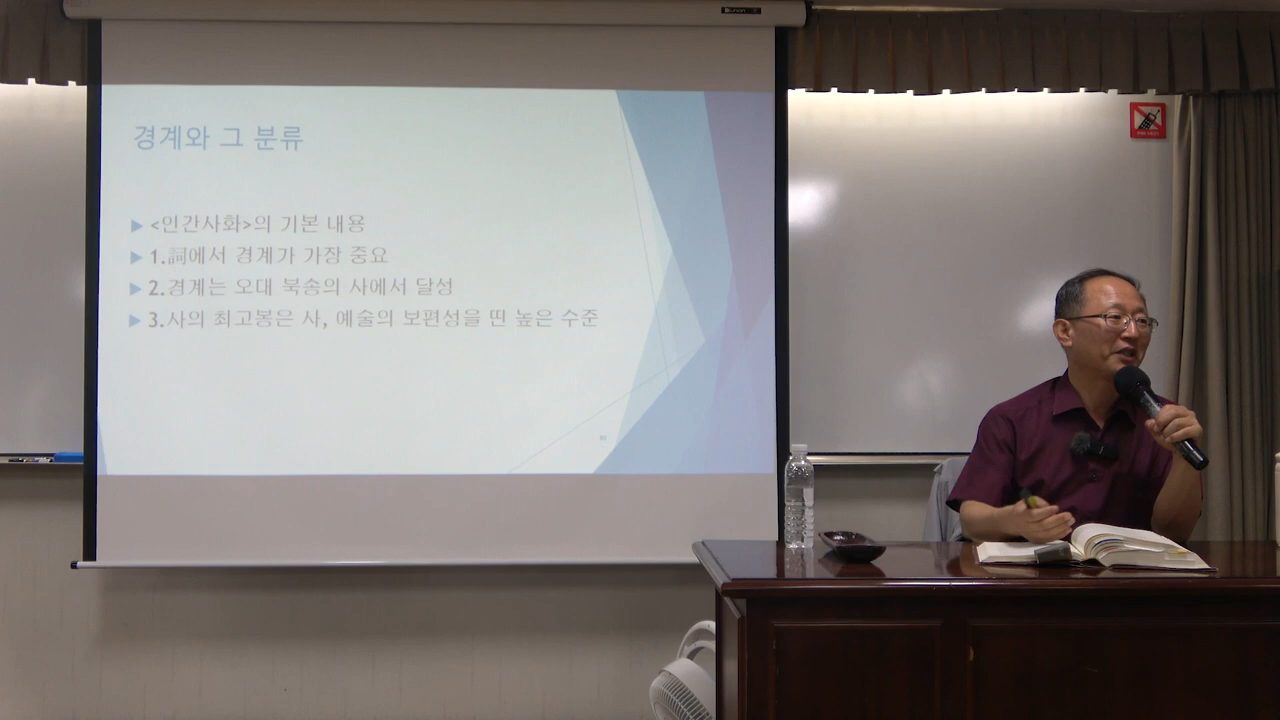 경계와 그 분류
<인간사화>의 기본 내용
1.詞에서 경계가 가장 중요
2.경계는 오대 북송의 사에서 달성
3.사의 최고봉은 사, 예술의 보편성을 띤 높은 수준